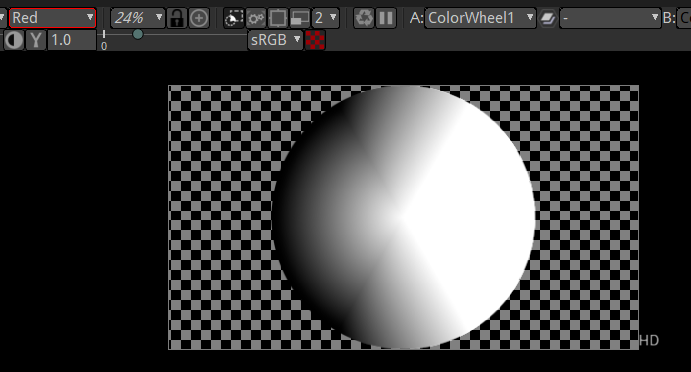 Red 24% 2 A: ColorWheel1 - B:
1.0 0 sRGB
HD